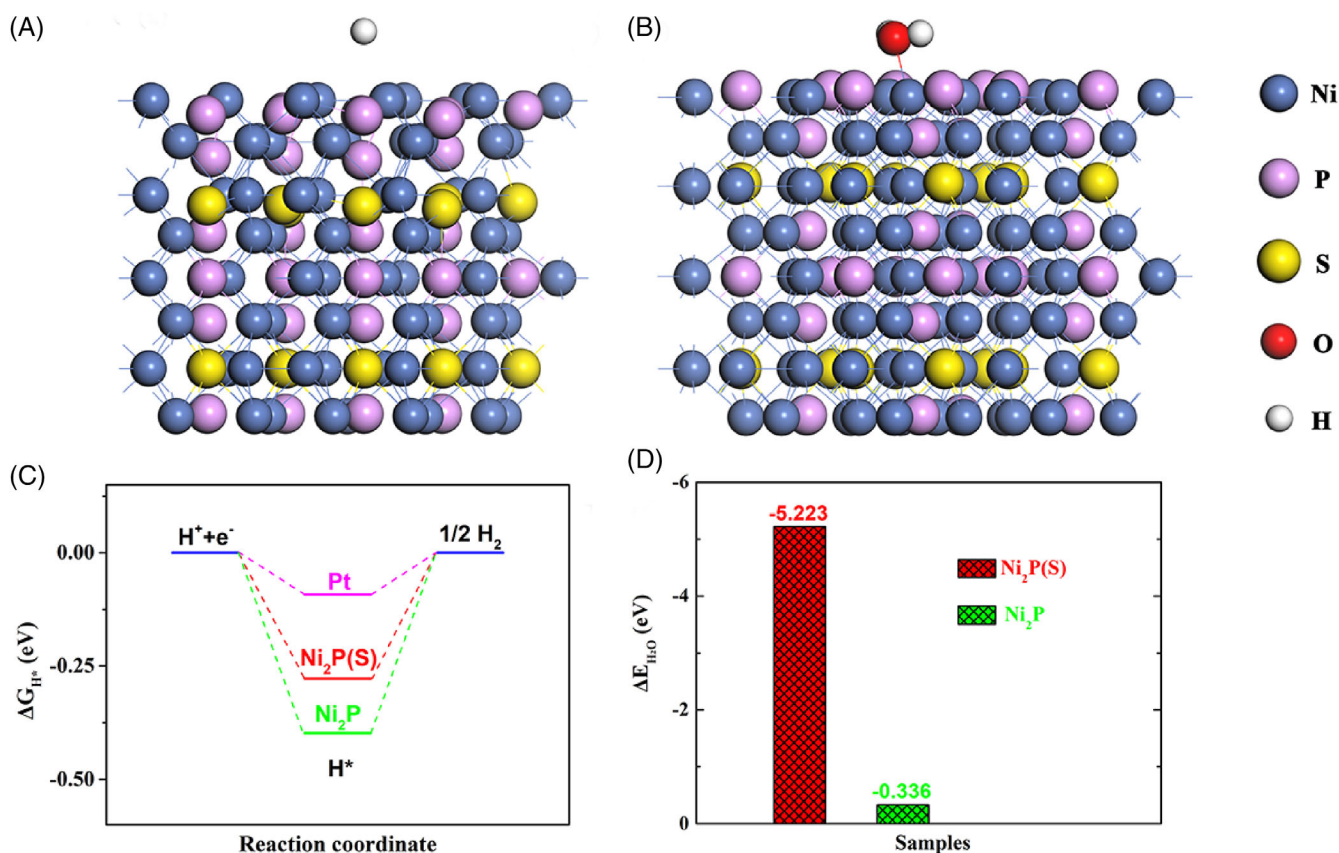 (A)
(B)
Ni
P
S
O
H
(C)
H⁺+e⁻
1/2 H₂
Pt
Ni₂P(S)
Ni₂P
H*
0.00
-0.25
-0.50
ΔG_H* (eV)
Reaction coordinate
(D)
-6
-4
-2
0
ΔE_H₂O (eV)
-5.223
-0.336
Ni₂P(S)
Ni₂P
Samples